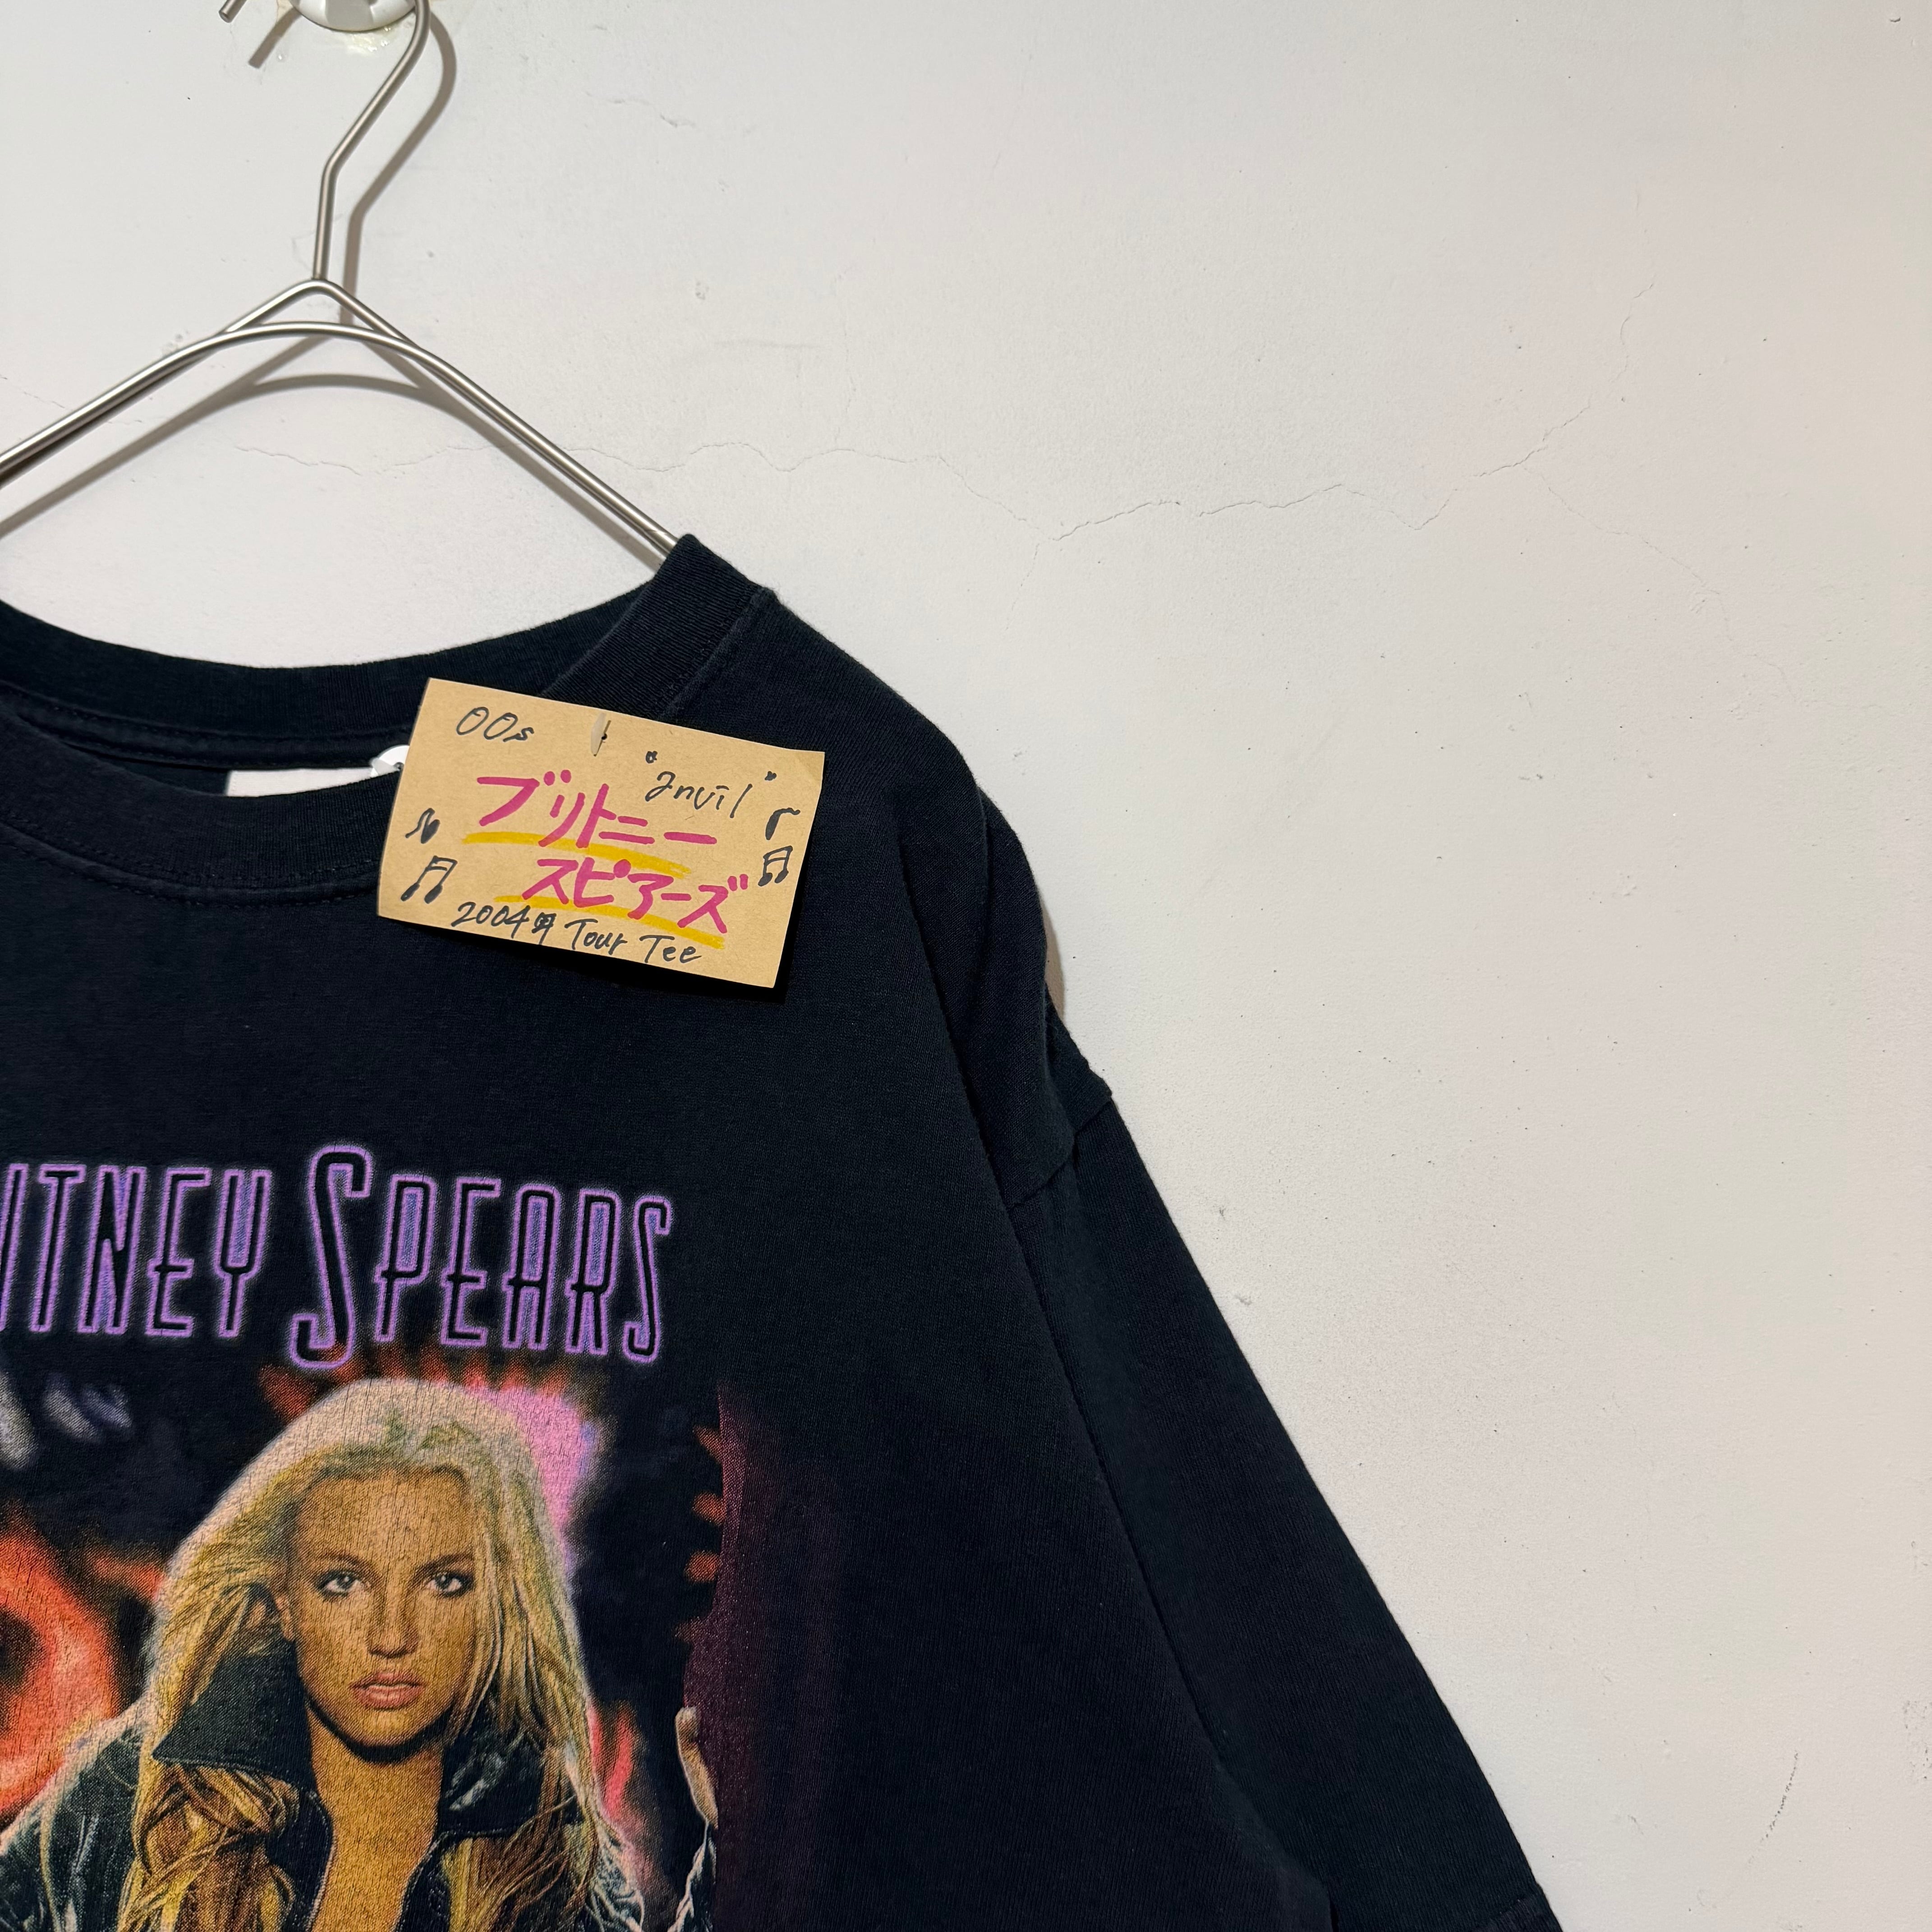 00s
"anvil"
ブリトニー
スピアーズ
2004年 Tour Tee
ITNEY SPEARS